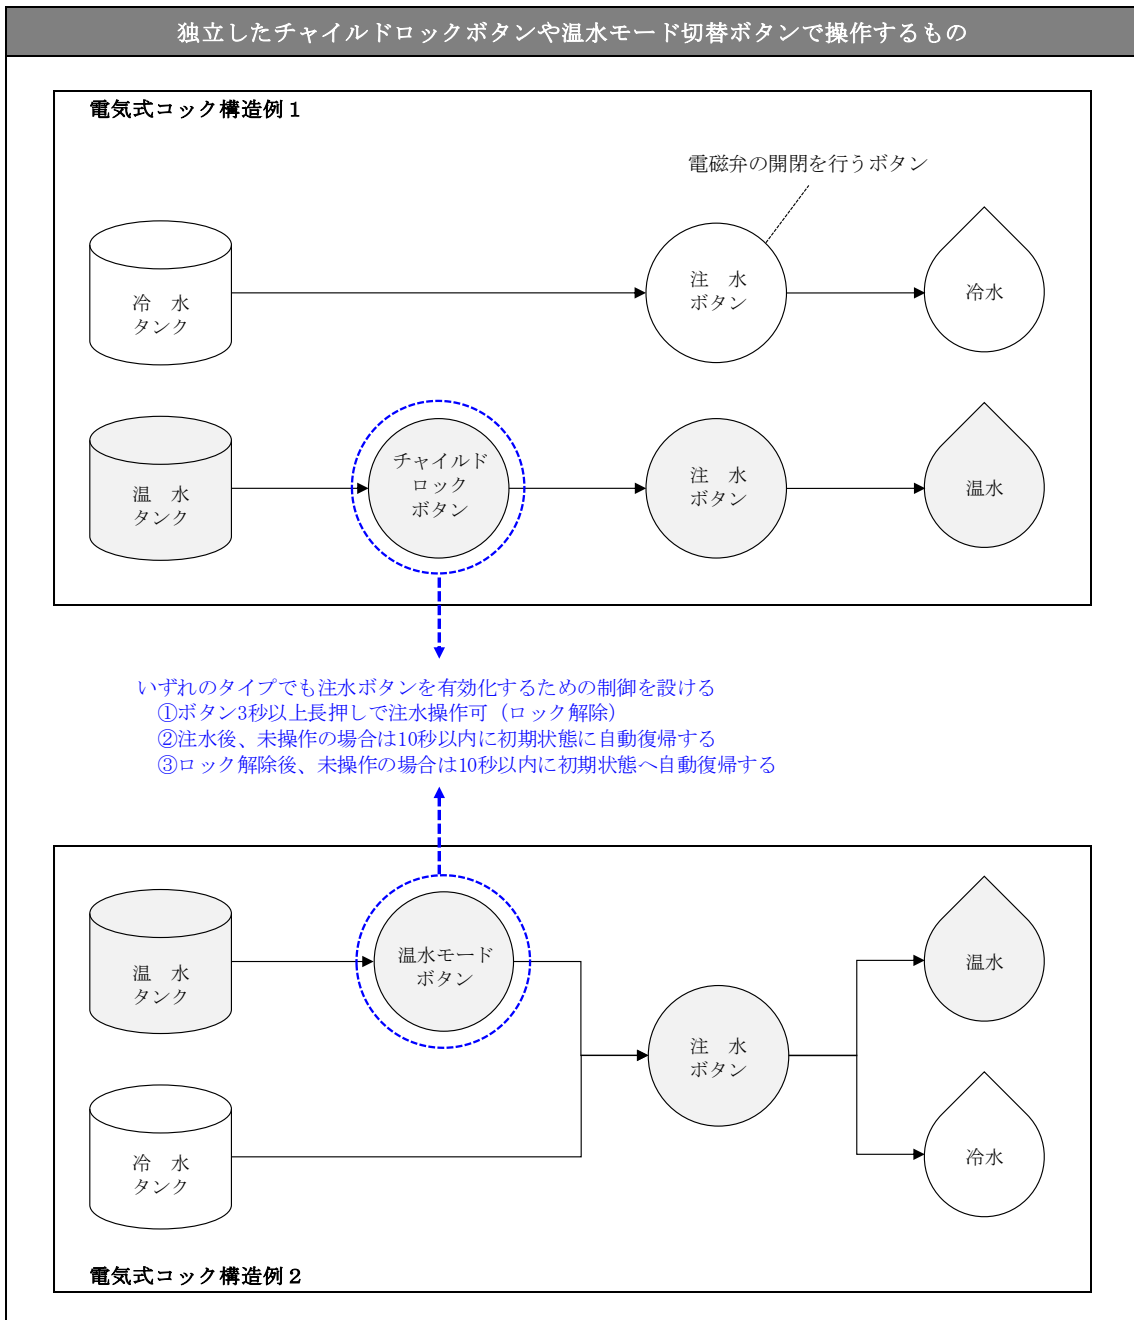 独立したチャイルドロックボタンや温水モード切替ボタンで操作するもの
電気式コック構造例１
電磁弁の開閉を行うボタン
冷　水
タンク
注　水
ボタン
冷水
温　水
タンク
チャイルド
ロック
ボタン
注　水
ボタン
温水
いずれのタイプでも注水ボタンを有効化するための制御を設ける
①ボタン3秒以上長押しで注水操作可（ロック解除）
②注水後、未操作の場合は10秒以内に初期状態に自動復帰する
③ロック解除後、未操作の場合は10秒以内に初期状態へ自動復帰する
温　水
タンク
温水モード
ボタン
温水
注　水
ボタン
冷　水
タンク
冷水
電気式コック構造例２